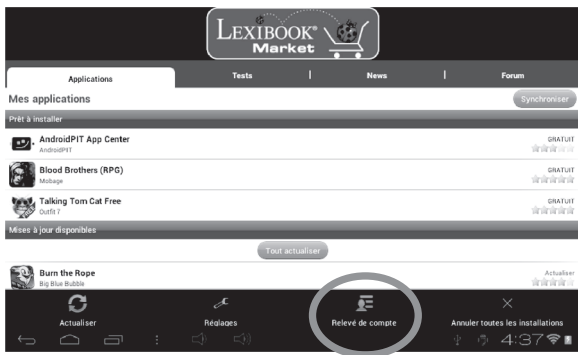 LEXIBOOK®
Market
Applications Tests | News | Forum
Mes applications Synchroniser
Prêt à installer
AndroidPIT App Center GRATUIT
AndroidPIT
Blood Brothers (RPG) GRATUIT
Mobage
Talking Tom Cat Free GRATUIT
Outfit 7
Mises à jour disponibles
Tout actualiser
Burn the Rope Actualiser
Big Blue Bubble
Actualiser Réglages Relevé de compte Annuler toutes les installations
4:37